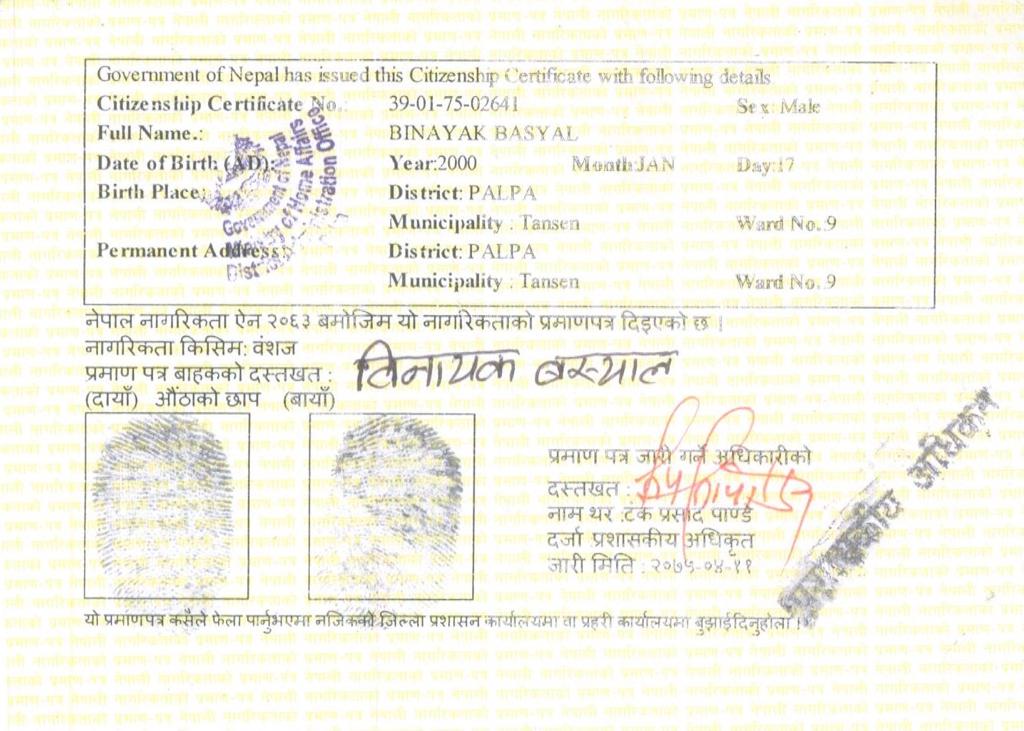 Government of Nepal has issued this Citizenship Certificate with following details
Citizenship Certificate No.: 39-01-75-02641 Sex: Male
Full Name.: BINAYAK BASYAL
Date of Birth (AD): Year:2000 Month:JAN Day:17
Birth Place: District: PALPA
Municipality : Tansen Ward No. 9
Permanent Address: District: PALPA
Municipality : Tansen Ward No. 9
Government of Nepal
Ministry of Home Affairs
District Administration Office
नेपाल नागरिकता ऐन २०६३ बमोजिम यो नागरिकताको प्रमाणपत्र दिइएको छ |
नागरिकता किसिम: वंशज
प्रमाण पत्र बाहकको दस्तखत : विनायक बस्याल
(दायाँ) औंठाको छाप (बायाँ)
प्रमाण पत्र जारी गर्ने अधिकारीको
दस्तखत :
नाम थर :टेक प्रसाद पाण्डे
दर्जा प्रशासकीय अधिकृत
जारी मिति : २०७५-०४-११
प्रशासकीय अधिकृत
यो प्रमाणपत्र कसैले फेला पार्नुभएमा नजिकको जिल्ला प्रशासन कार्यालयमा वा प्रहरी कार्यालयमा बुझाईदिनुहोला |